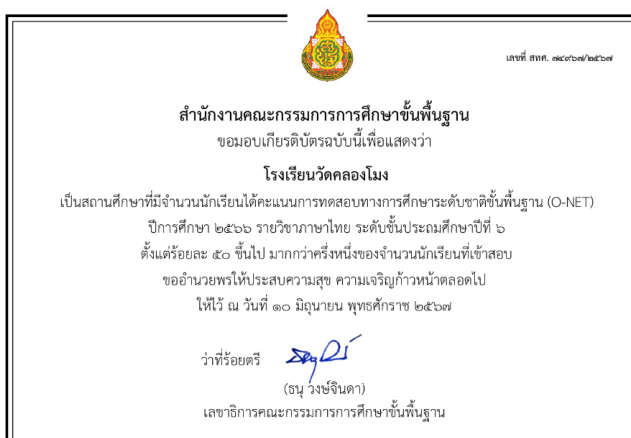 เลขที่ สทศ. ๗๔๙๖๗/๒๕๖๗
สำนักงานคณะกรรมการการศึกษาขั้นพื้นฐาน
ขอมอบเกียรติบัตรฉบับนี้เพื่อแสดงว่า
โรงเรียนวัดคลองโมง
เป็นสถานศึกษาที่มีจำนวนนักเรียนได้คะแนนการทดสอบทางการศึกษาระดับชาติขั้นพื้นฐาน (O-NET)
ปีการศึกษา ๒๕๖๖ รายวิชาภาษาไทย ระดับชั้นประถมศึกษาปีที่ ๖
ตั้งแต่ร้อยละ ๕๐ ขึ้นไป มากกว่าครึ่งหนึ่งของจำนวนนักเรียนที่เข้าสอบ
ขออำนวยพรให้ประสบความสุข ความเจริญก้าวหน้าตลอดไป
ให้ไว้ ณ วันที่ ๑๐ มิถุนายน พุทธศักราช ๒๕๖๗
ว่าที่ร้อยตรี
(ธนุ วงษ์จินดา)
เลขาธิการคณะกรรมการการศึกษาขั้นพื้นฐาน